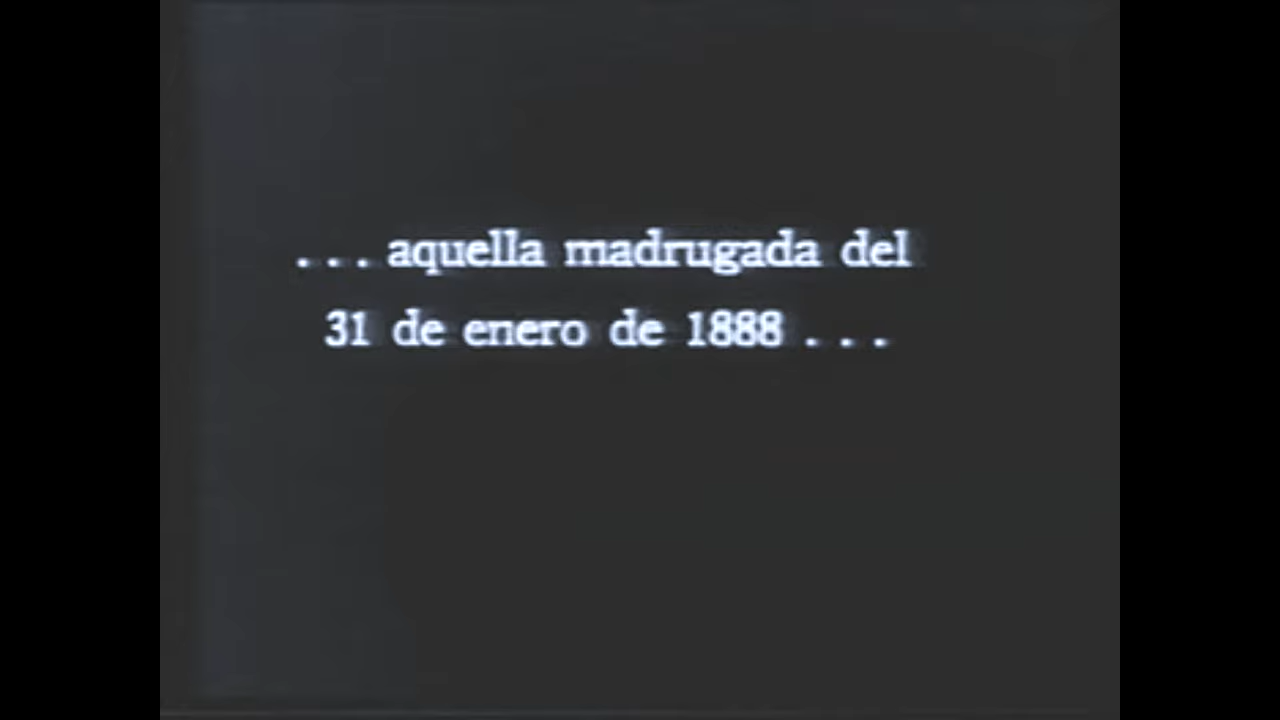 . . . aquella madrugada del
31 de enero de 1888 . . .